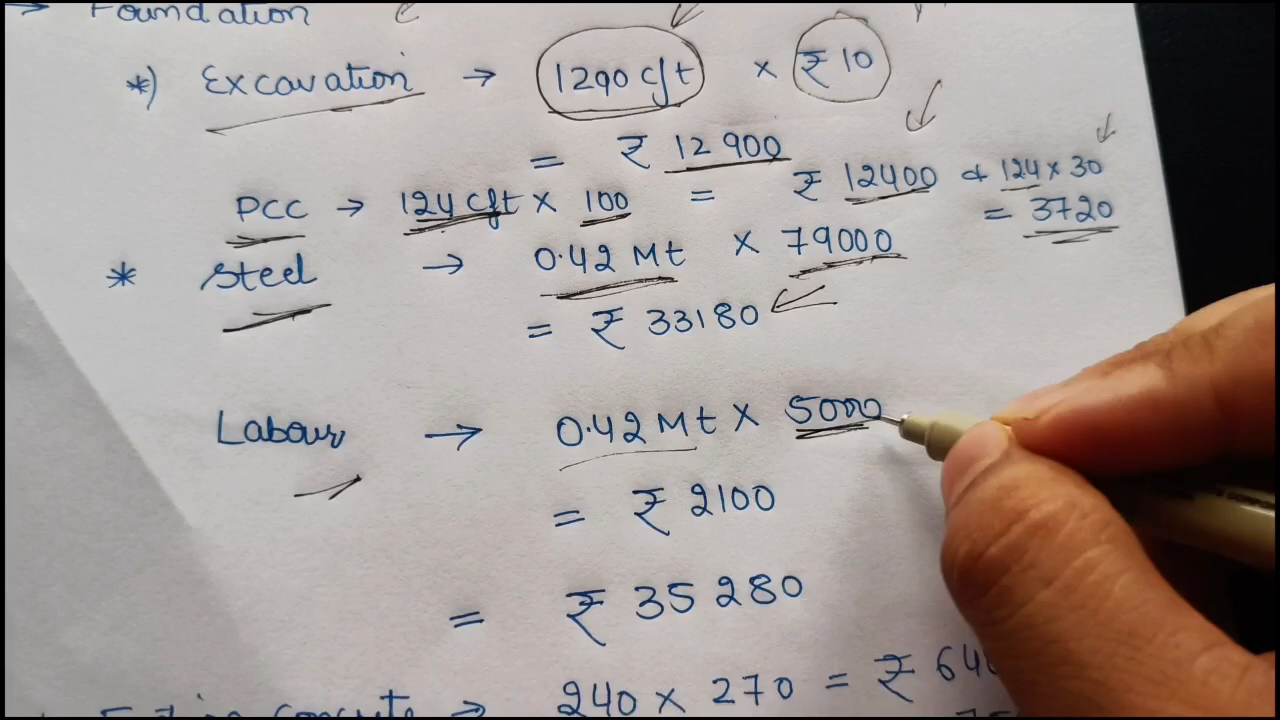 → Foundation
*) Excavation → 1290 cft × ₹ 10
= ₹ 12900
PCC → 124 cft × 100 = ₹ 12400 & 124 × 30
= 3720
* Steel → 0.42 Mt × 79000
= ₹ 33180
Labour → 0.42 Mt × 5000
= ₹ 2100
= ₹ 35280
concrete → 240 × 270 = ₹